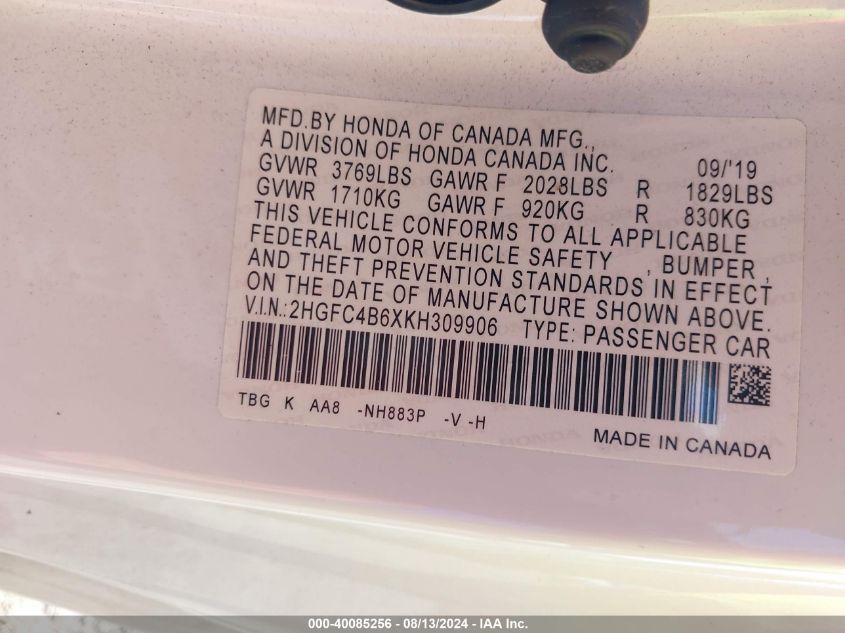 MFD.BY HONDA OF CANADA MFG.,
A DIVISION OF HONDA CANADA INC. 09/'19
GVWR 3769LBS GAWR F 2028LBS R 1829LBS
GVWR 1710KG GAWR F 920KG R 830KG
THIS VEHICLE CONFORMS TO ALL APPLICABLE
FEDERAL MOTOR VEHICLE SAFETY , BUMPER ,
AND THEFT PREVENTION STANDARDS IN EFFECT
ON THE DATE OF MANUFACTURE SHOWN ABOVE.
V.I.N.:2HGFC4B6XKH309906 TYPE: PASSENGER CAR
TBG K AA8 -NH883P -V -H
MADE IN CANADA
000-40085256 - 08/13/2024 - IAA Inc.